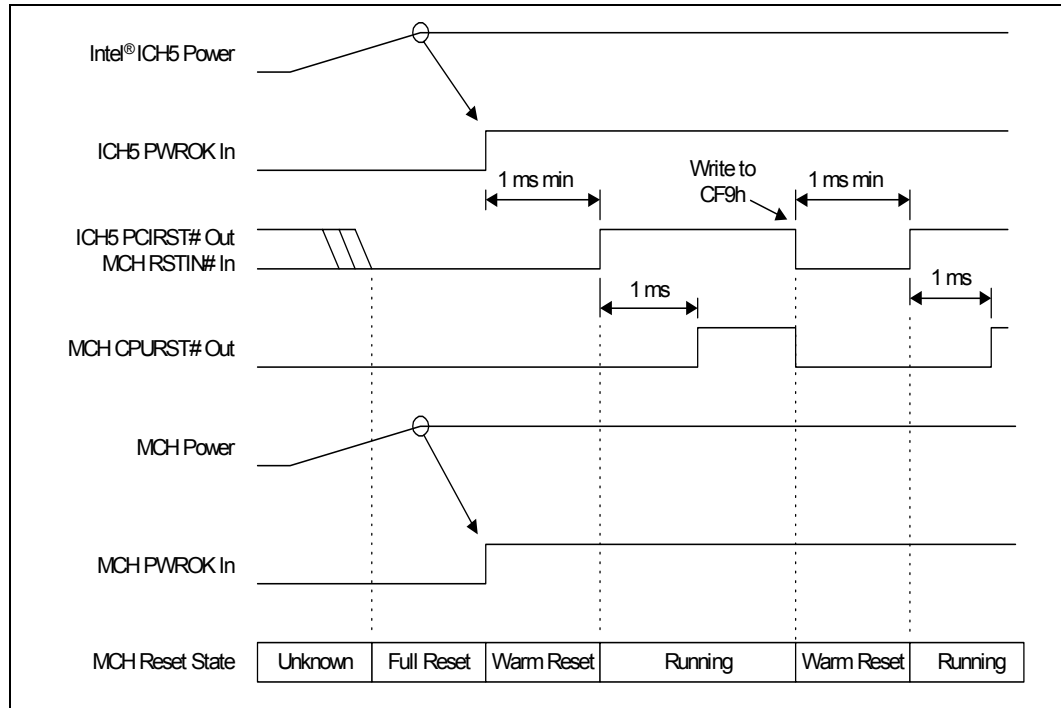 Intel® ICH5 Power
ICH5 PWROK In
1 ms min
Write to
CF9h
1 ms min
ICH5 PCIRST# Out
MCH RSTIN# In
1 ms
1 ms
MCH CPURST# Out
MCH Power
MCH PWROK In
MCH Reset State
Unknown
Full Reset
Warm Reset
Running
Warm Reset
Running